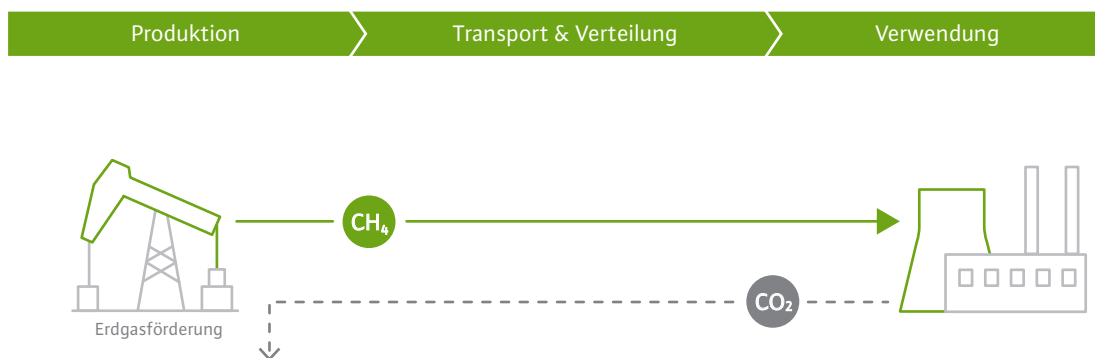 Produktion
Transport & Verteilung
Verwendung
CH₄
CO₂
Erdgasförderung